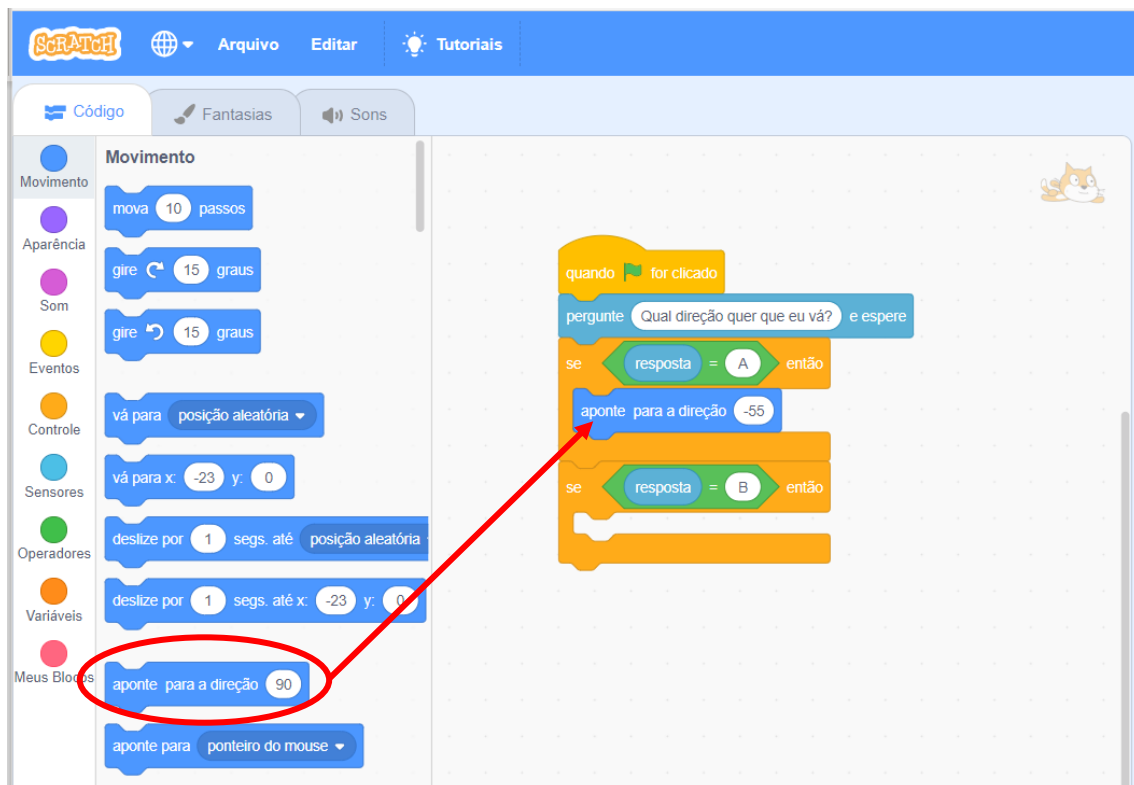 SCRATCH Arquivo Editar Tutoriais
Código Fantasias Sons
Movimento
Aparência
Som
Eventos
Controle
Sensores
Operadores
Variáveis
Meus Blocos
Movimento
mova 10 passos
gire 15 graus
gire 15 graus
vá para posição aleatória
vá para x: -23 y: 0
deslize por 1 segs. até posição aleatória
deslize por 1 segs. até x: -23 y: 0
aponte para a direção 90
aponte para ponteiro do mouse
quando for clicado
pergunte Qual direção quer que eu vá? e espere
se resposta = A então
aponte para a direção -55
se resposta = B então